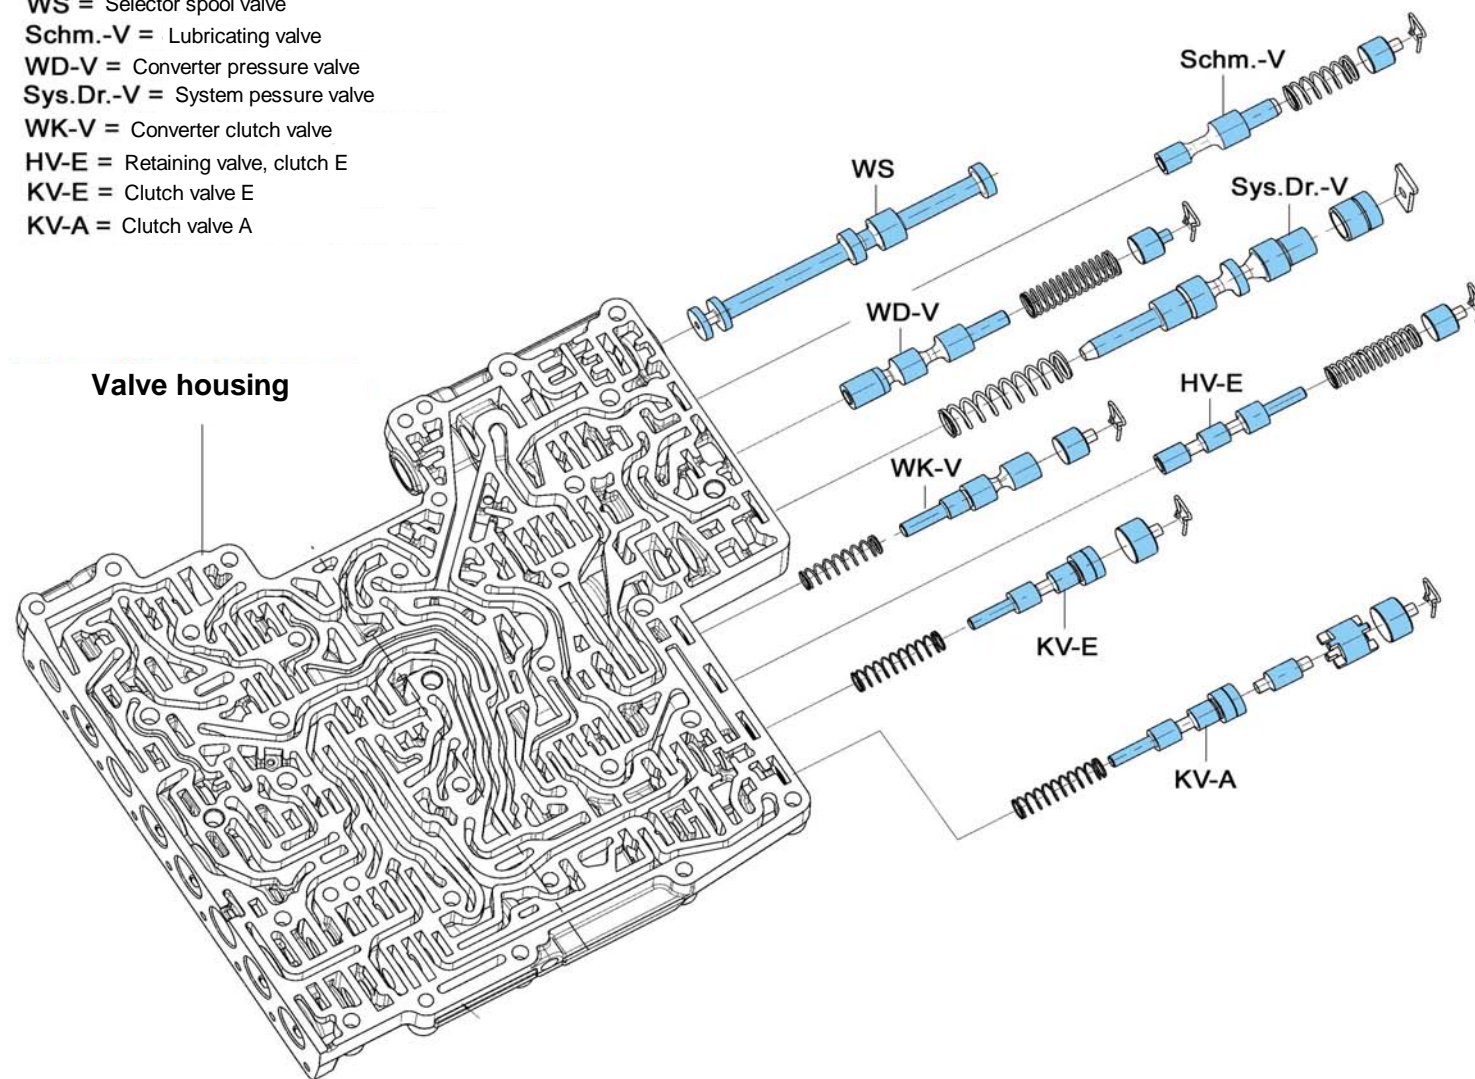 WS = Selector spool valve
Schm.-V = Lubricating valve
WD-V = Converter pressure valve
Sys.Dr.-V = System pessure valve
WK-V = Converter clutch valve
HV-E = Retaining valve, clutch E
KV-E = Clutch valve E
KV-A = Clutch valve A
Schm.-V
WS
Sys.Dr.-V
WD-V
Valve housing
HV-E
WK-V
KV-E
KV-A